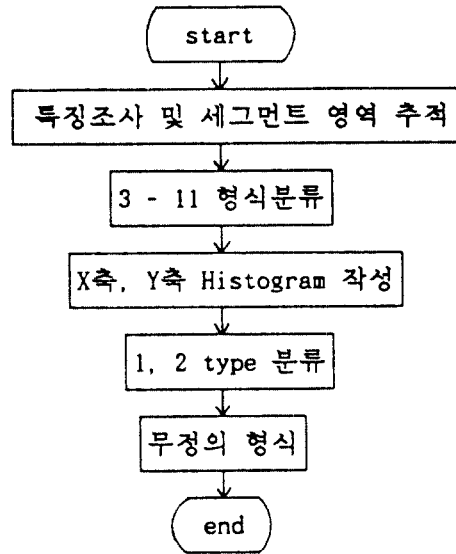 start
특징조사 및 세그먼트 영역 추적
3 - 11 형식분류
X축, Y축 Histogram 작성
1, 2 type 분류
무정의 형식
end